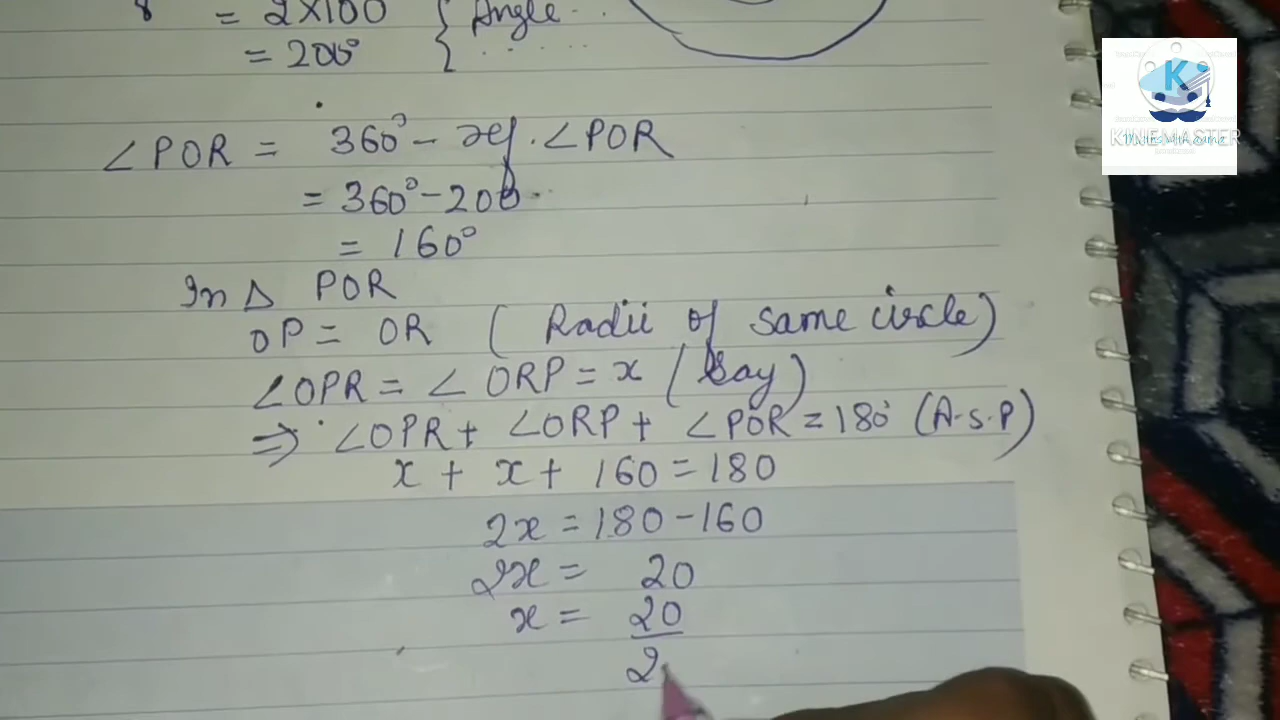 = 2×100 { Angle...
= 200° .....
∠POR = 360° - ref. ∠POR
= 360° - 200
= 160°
In Δ POR
OP = OR (Radii of same circle)
∠OPR = ∠ORP = x (Say)
⇒ ∠OPR + ∠ORP + ∠POR = 180° (A.S.P)
x + x + 160 = 180
2x = 180 - 160
2x = 20
x = 20
2
K
KINEMASTER